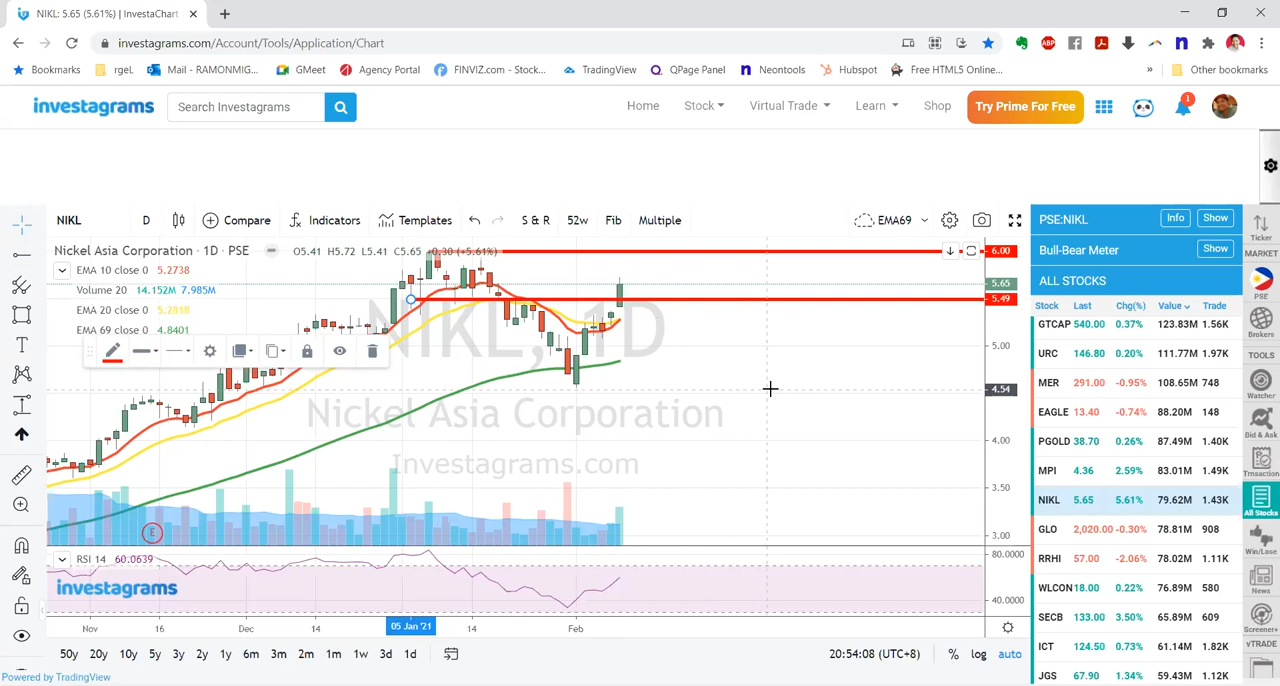 NIKL: 5.65 (5.61%) | InvestaChart
investagrams.com/Account/Tools/Application/Chart
ABP
Bookmarks rgeL Mail - RAMONMIG... GMeet Agency Portal FINVIZ.com - Stock... TradingView QPage Panel Neontools Hubspot Free HTML5 Online... » Other bookmarks
investagrams Search Investagrams Home Stock Virtual Trade Learn Shop Try Prime For Free 1
NIKL D Compare Indicators Templates S & R 52w Fib Multiple EMA69
Nickel Asia Corporation · 1D · PSE O5.41 H5.72 L5.41 C5.65 +0.30 (+5.61%)
EMA 10 close 0 5.2738
Volume 20 14.152M 7.985M
EMA 20 close 0 5.2818
EMA 69 close 0 4.8401
NIKL, 1D
Nickel Asia Corporation
Investagrams.com
E
6.00
5.65
5.49
5.00
4.54
4.00
3.50
3.00
RSI 14 60.0639
investagrams
80.0000
40.0000
Nov 16 Dec 14 05 Jan '21 14 Feb
50y 20y 10y 5y 3y 2y 1y 6m 3m 2m 1m 1w 3d 1d 20:54:08 (UTC+8) % log auto
Powered by TradingView
PSE:NIKL Info Show
Bull-Bear Meter Show
ALL STOCKS
Stock Last Chg(%) Value Trade
GTCAP 540.00 0.37% 123.83M 1.56K
URC 146.80 0.20% 111.77M 1.97K
MER 291.00 -0.95% 108.65M 748
EAGLE 13.40 -0.74% 88.20M 148
PGOLD 38.70 0.26% 87.49M 1.40K
MPI 4.36 2.59% 83.01M 1.49K
NIKL 5.65 5.61% 79.62M 1.43K
GLO 2,020.00 -0.30% 78.81M 908
RRHI 57.00 -2.06% 78.02M 1.11K
WLCON 18.00 0.22% 76.89M 580
SECB 133.00 3.50% 65.89M 609
ICT 124.50 0.73% 61.14M 1.82K
JGS 67.90 1.34% 59.43M 1.12K
Ticker
MARKET
PSE
Brokers
TOOLS
Watcher
Bid & Ask
Trnsaction
All Stocks
Win/Lose
News
Screener+
vTRADE